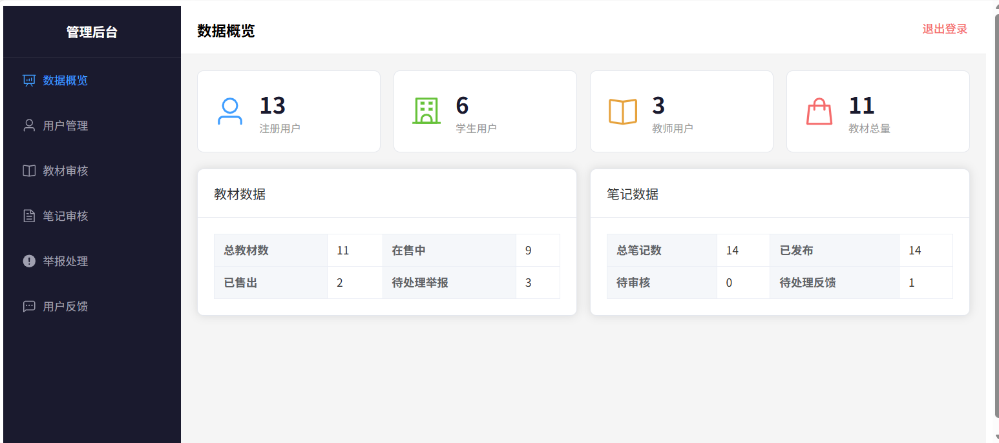 管理后台
数据概览
用户管理
教材审核
笔记审核
举报处理
用户反馈
数据概览
退出登录
13
注册用户
6
学生用户
3
教师用户
11
教材总量
教材数据
总教材数 11 在售中 9
已售出 2 待处理举报 3
笔记数据
总笔记数 14 已发布 14
待审核 0 待处理反馈 1